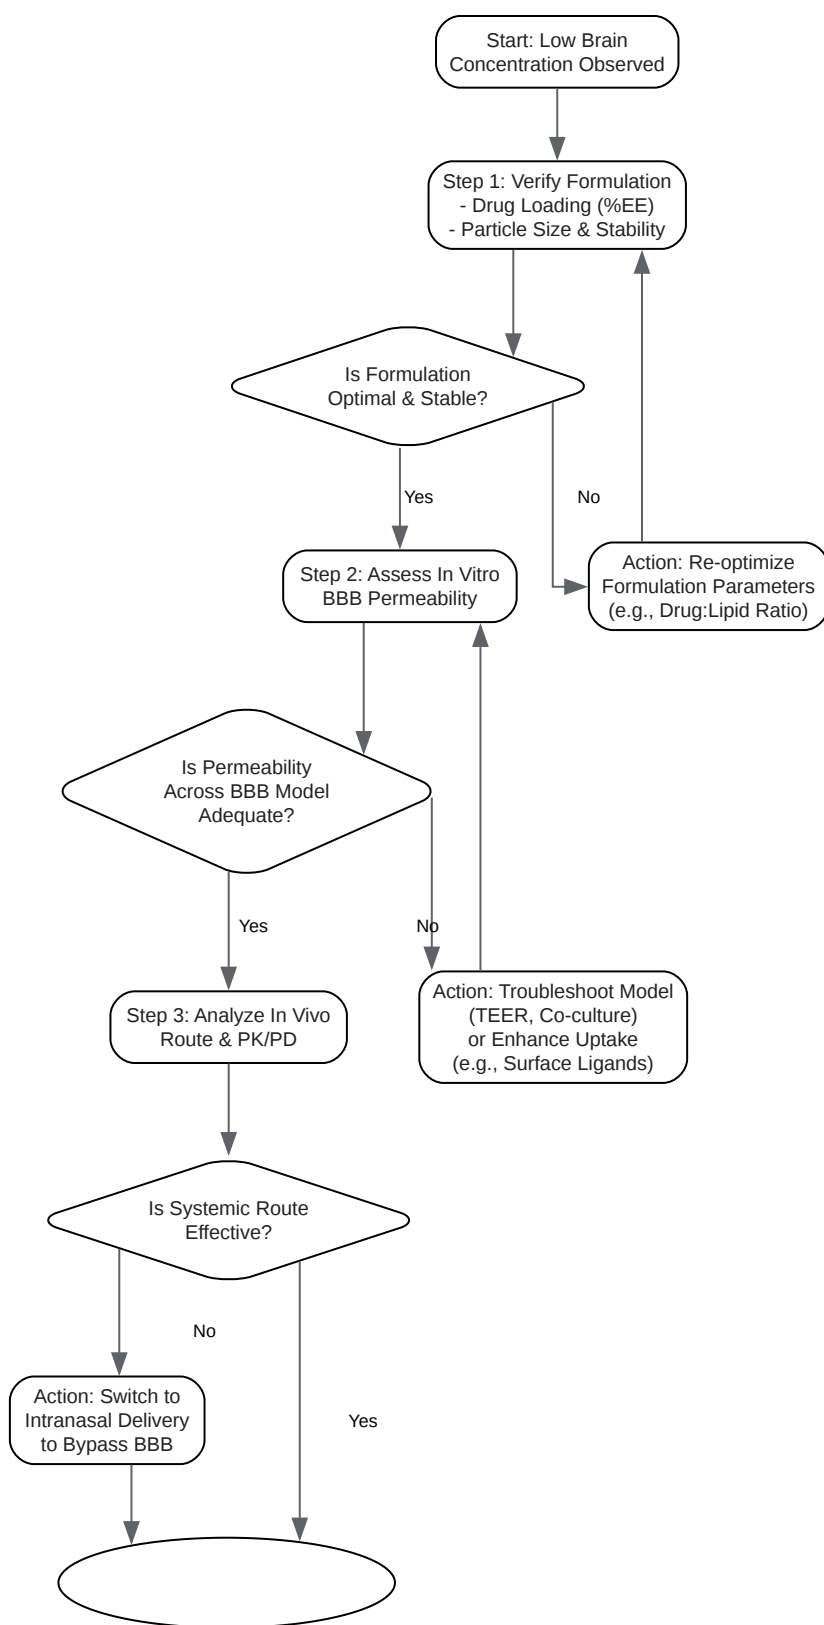 Start: Low Brain
Concentration Observed
Step 1: Verify Formulation
- Drug Loading (%EE)
- Particle Size & Stability
Is Formulation
Optimal & Stable?
Yes
No
Step 2: Assess In Vitro
BBB Permeability
Action: Re-optimize
Formulation Parameters
(e.g., Drug:Lipid Ratio)
Is Permeability
Across BBB Model
Adequate?
Yes
No
Step 3: Analyze In Vivo
Route & PK/PD
Action: Troubleshoot Model
(TEER, Co-culture)
or Enhance Uptake
(e.g., Surface Ligands)
Is Systemic Route
Effective?
No
Yes
Action: Switch to
Intranasal Delivery
to Bypass BBB